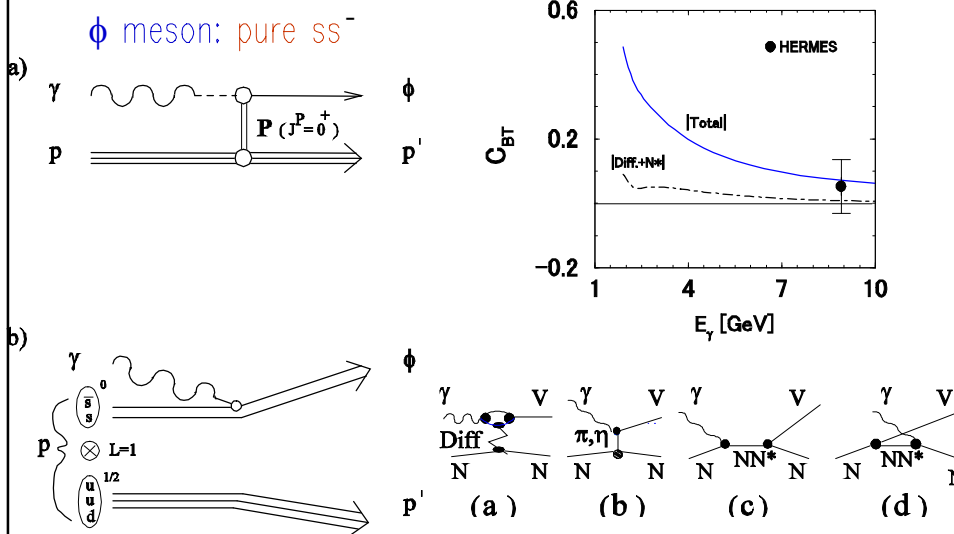 ϕ meson: pure ss⁻
a)
γ
ϕ
P (J^P=0^+)
p
p'
0.6
● HERMES
|Total|
0.2
C_BT
|Diff.+N*|
−0.2
1 4 7 10
E_γ [GeV]
b)
γ
ϕ
s̅ 0
s
p
⊗ L=1
u 1/2
u
d
p'
γ V
Diff
N N
(a)
γ V
π,η
N N
(b)
γ V
NN*
N N
(c)
γ V
NN*
N N
(d)